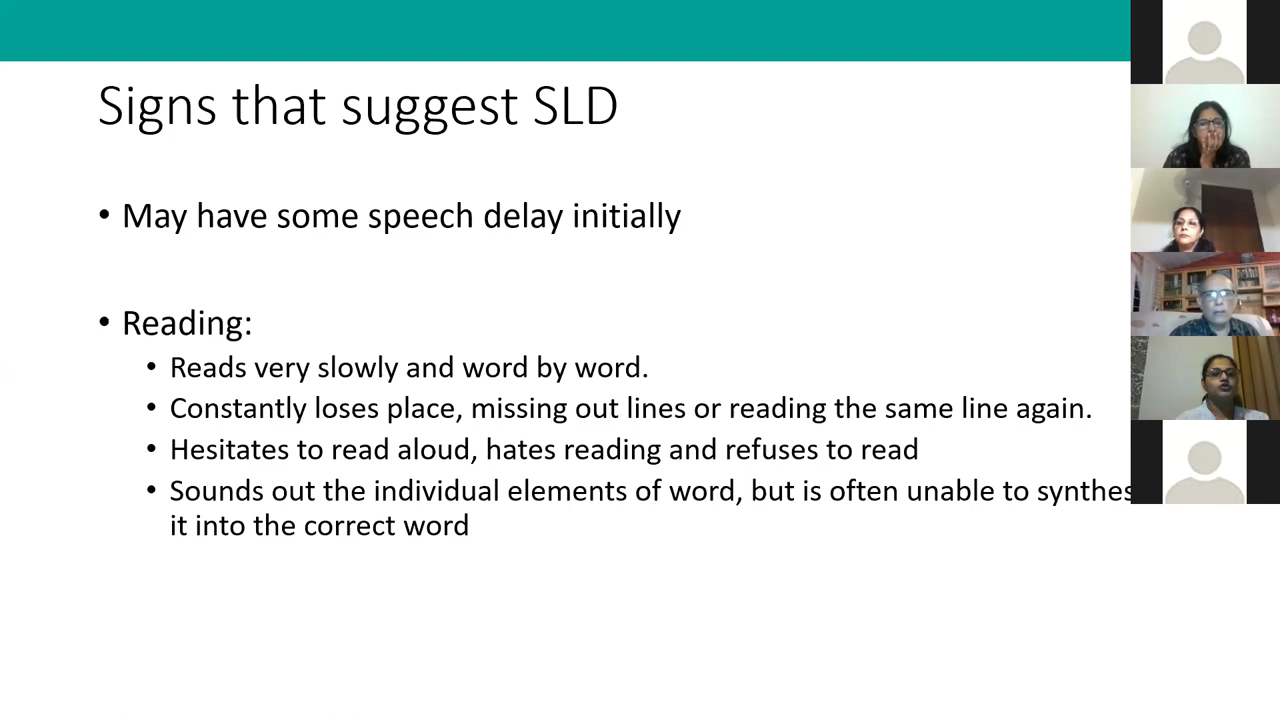 Signs that suggest SLD
• May have some speech delay initially
• Reading:
• Reads very slowly and word by word.
• Constantly loses place, missing out lines or reading the same line again.
• Hesitates to read aloud, hates reading and refuses to read
• Sounds out the individual elements of word, but is often unable to synthes
it into the correct word